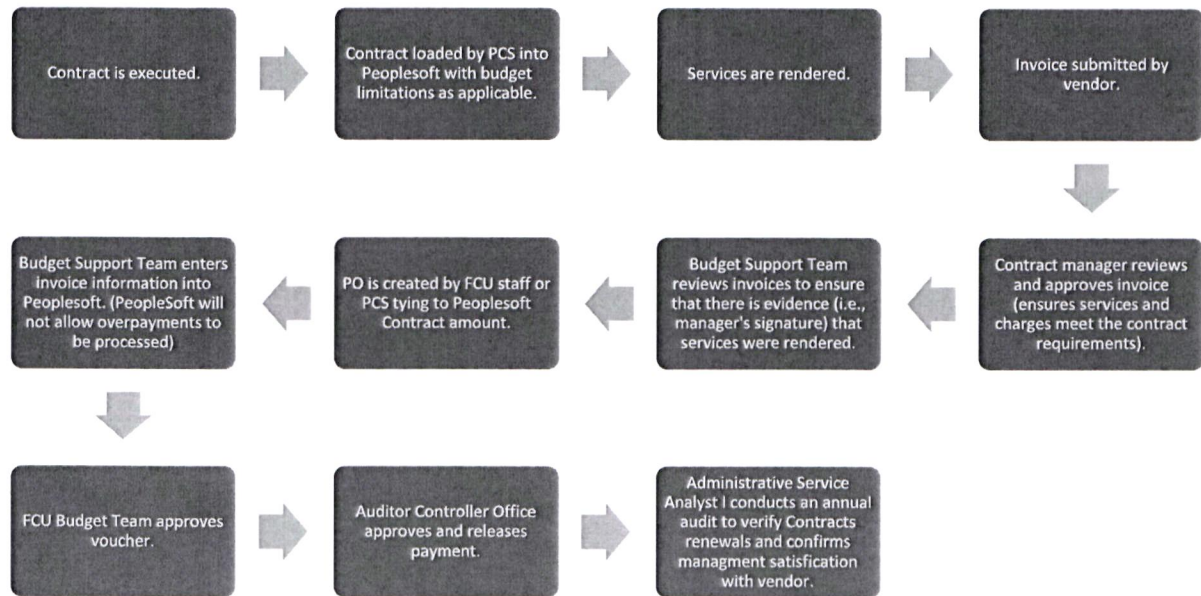 Contract is executed.
Contract loaded by PCS into
Peoplesoft with budget
limitations as applicable.
Services are rendered.
Invoice submitted by
vendor.
Contract manager reviews
and approves invoice
(ensures services and
charges meet the contract
requirements).
Budget Support Team
reviews invoices to ensure
that there is evidence (i.e.,
manager's signature) that
services were rendered.
PO is created by FCU staff or
PCS tying to Peoplesoft
Contract amount.
Budget Support Team enters
invoice information into
Peoplesoft. (PeopleSoft will
not allow overpayments to
be processed)
FCU Budget Team approves
voucher.
Auditor Controller Office
approves and releases
payment.
Administrative Service
Analyst I conducts an annual
audit to verify Contracts
renewals and confirms
managment satisfection
with vendor.